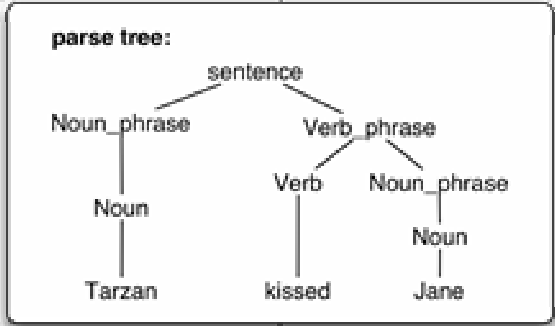 parse tree:
sentence
Noun_phrase Verb_phrase
Verb Noun_phrase
Noun
Noun
Tarzan kissed Jane